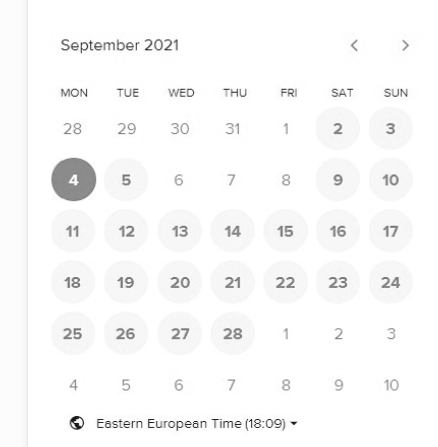 September 2021
MON TUE WED THU FRI SAT SUN
28 29 30 31 1 2 3
4 5 6 7 8 9 10
11 12 13 14 15 16 17
18 19 20 21 22 23 24
25 26 27 28 1 2 3
4 5 6 7 8 9 10
Eastern European Time (18:09)